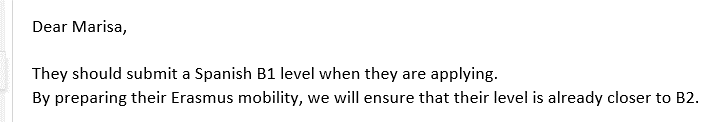 Dear Marisa,
They should submit a Spanish B1 level when they are applying.
By preparing their Erasmus mobility, we will ensure that their level is already closer to B2.